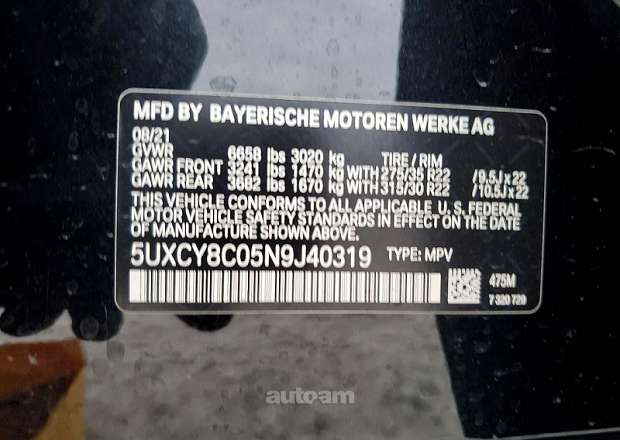 MFD BY BAYERISCHE MOTOREN WERKE AG
08/21
GVWR 6658 lbs 3020 kg TIRE / RIM
GAWR FRONT 3241 lbs 1470 kg WITH 275/35 R22 /9.5J x 22
GAWR REAR 3682 lbs 1670 kg WITH 315/30 R22 /10.5J x 22
THIS VEHICLE CONFORMS TO ALL APPLICABLE U. S. FEDERAL
MOTOR VEHICLE SAFETY STANDARDS IN EFFECT ON THE DATE
OF MANUFACTURE SHOWN ABOVE.
5UXCY8C05N9J40319 TYPE: MPV
475M
7 320 720
autoam